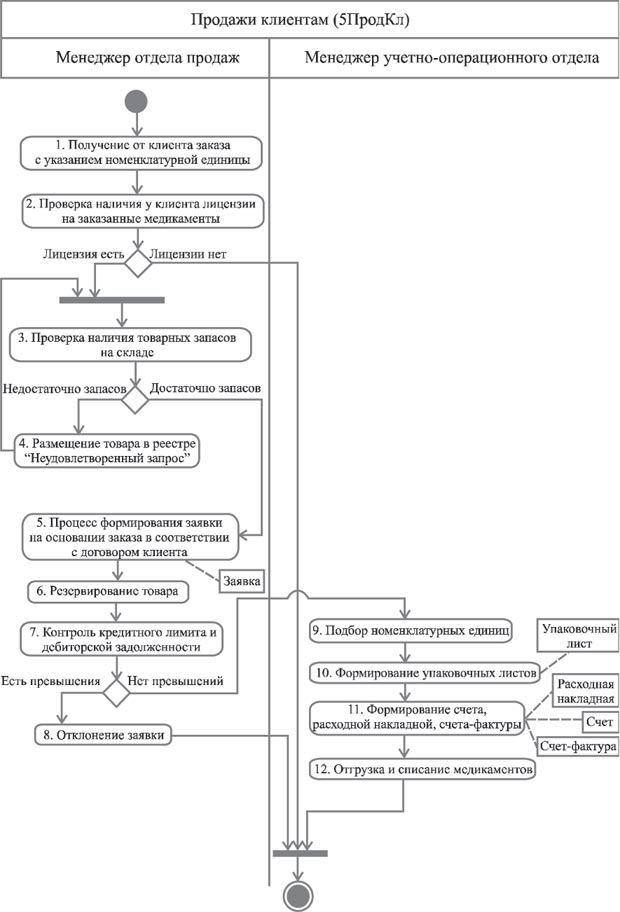 Продажи клиентам (5ПродКл)
Менеджер отдела продаж
Менеджер учетно-операционного отдела
1. Получение от клиента заказа
с указанием номенклатурной единицы
2. Проверка наличия у клиента лицензии
на заказанные медикаменты
Лицензия есть
Лицензии нет
3. Проверка наличия товарных запасов
на складе
Недостаточно запасов
Достаточно запасов
4. Размещение товара в реестре
“Неудовлетворенный запрос”
5. Процесс формирования заявки
на основании заказа в соответствии
с договором клиента
Заявка
6. Резервирование товара
7. Контроль кредитного лимита и
дебиторской задолженности
Есть превышения
Нет превышений
8. Отклонение заявки
9. Подбор номенклатурных единиц
Упаковочный
лист
10. Формирование упаковочных листов
Расходная
накладная
11. Формирование счета,
расходной накладной, счета-фактуры
Счет
Счет-фактура
12. Отгрузка и списание медикаментов